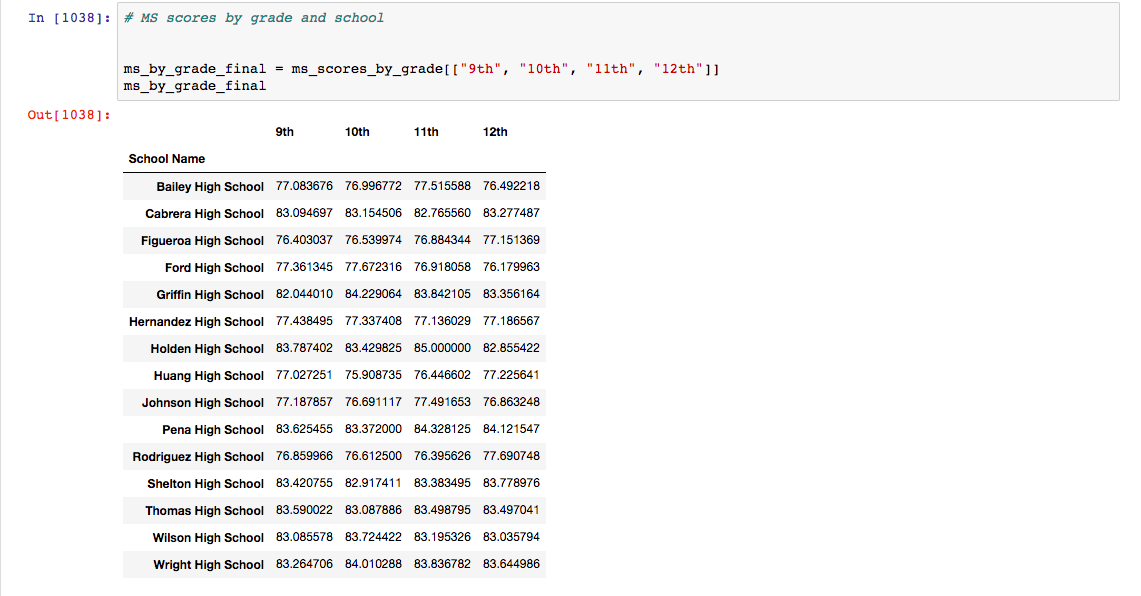 In [1038]: # MS scores by grade and school
ms_by_grade_final = ms_scores_by_grade[["9th", "10th", "11th", "12th"]]
ms_by_grade_final
Out[1038]:
9th 10th 11th 12th
School Name
Bailey High School 77.083676 76.996772 77.515588 76.492218
Cabrera High School 83.094697 83.154506 82.765560 83.277487
Figueroa High School 76.403037 76.539974 76.884344 77.151369
Ford High School 77.361345 77.672316 76.918058 76.179963
Griffin High School 82.044010 84.229064 83.842105 83.356164
Hernandez High School 77.438495 77.337408 77.136029 77.186567
Holden High School 83.787402 83.429825 85.000000 82.855422
Huang High School 77.027251 75.908735 76.446602 77.225641
Johnson High School 77.187857 76.691117 77.491653 76.863248
Pena High School 83.625455 83.372000 84.328125 84.121547
Rodriguez High School 76.859966 76.612500 76.395626 77.690748
Shelton High School 83.420755 82.917411 83.383495 83.778976
Thomas High School 83.590022 83.087886 83.498795 83.497041
Wilson High School 83.085578 83.724422 83.195326 83.035794
Wright High School 83.264706 84.010288 83.836782 83.644986